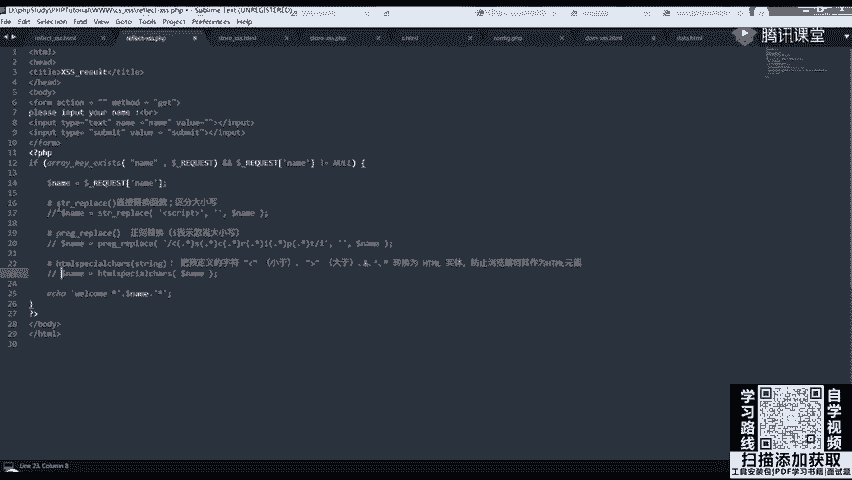 D:\phpStudy\PHPTutorial\WWW\cs_xss\reflect-xss.php • - Sublime Text (UNREGISTERED)
File Edit Selection Find View Goto Tools Project Preferences Help
reflect_xss.html reflect-xss.php store_xss.html store-xss.php config.php dom-xss.html
腾讯课堂
1 <html>
2 <head>
3 <title>XSS_result</title>
4 </head>
5 <body>
6 <form action = "" method = "get">
7 please input your name :<br>
8 <input type="text" name ="name" value=""></input>
9 <input type= "submit" value = "submit"></input>
10 </form>
11 <?php
12 if (array_key_exists( "name" , $_REQUEST) && $_REQUEST['name'] != NULL) {
13
14 $name = $_REQUEST['name'];
15
16 # str_replace()直接替换函数;区分大小写
17 // $name = str_replace( '<script>', '', $name );
18
19 # preg_replace() 正则替换 (i表示忽视大小写)
20 // $name = preg_replace( '/<(.*)s(.*)c(.*)r(.*)i(.*)p(.*)t/i', '', $name );
21
22 # htmlspecialchars(string): 把预定义的字符 "<" (小于)、 ">" (大于)、&、'、" 转换为 HTML 实体,防止浏览器将其作为HTML元素
23 // $name = htmlspecialchars( $name );
24
25 echo 'welcome *'.$name.'*';
26 }
27 ?>
28 </body>
29 </html>
30
学习路线
自学视频
扫描添加获取
工具安装包|PDF学习书籍|面试题
Line 23, Column 8